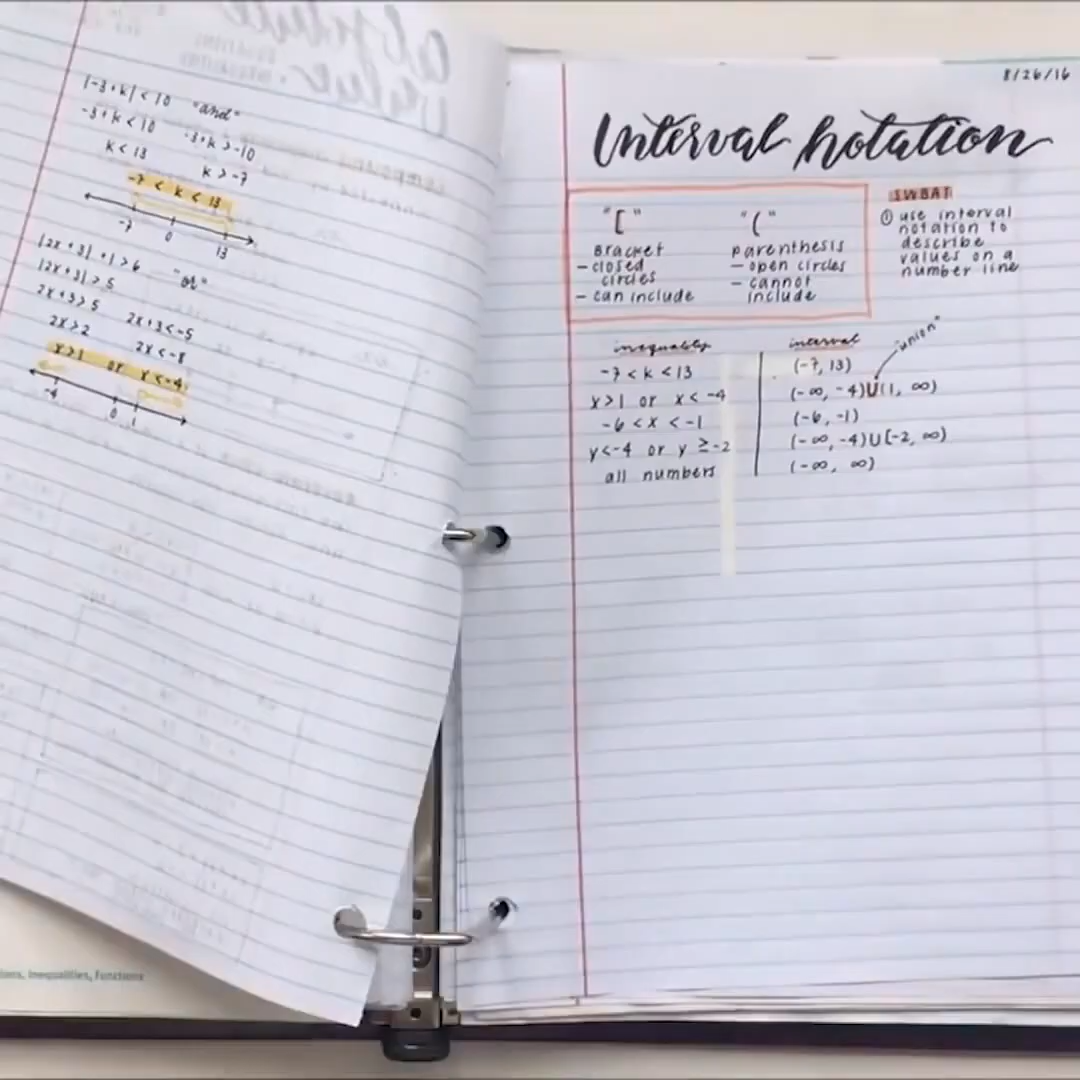 |-3+k| < 10 "and"
-3+k < 10 -3+k > -10
k < 13 k > -7
-7 < k < 13
-7 0 13
|2x+3| +1 > 6
|2x+3| > 5 "or"
2x+3 > 5 2x+3 < -5
2x > 2 2x < -8
x > 1 or x < -4
-4 0 1
ions, Inequalities, Functions
8/26/16
Interval notation
"[" "("
Bracket parenthesis
- closed circles - open circles
- can include - cannot include
SWBAT
① use interval
notation to
describe
values on a
number line
inequality interval "union"
-7 < k < 13 (-7, 13)
x > 1 or x < -4 (-∞, -4)U(1, ∞)
-6 < x < -1 (-6, -1)
y < -4 or y ≥ -2 (-∞, -4)U[-2, ∞)
all numbers (-∞, ∞)